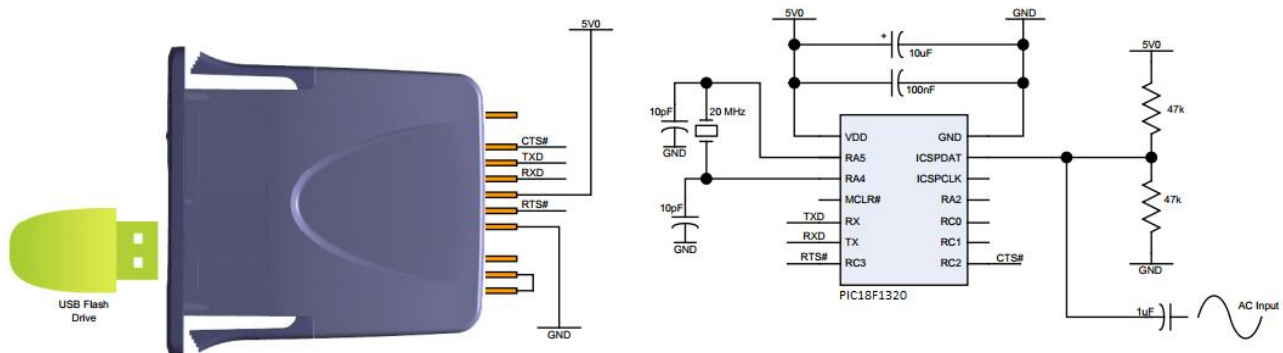 5V0
CTS#
TXD
RXD
RTS#
GND
USB Flash
Drive
5V0
GND
+
10uF
100nF
10pF
20 MHz
GND
10pF
GND
VDD
GND
RA5
ICSPDAT
RA4
ICSPCLK
MCLR#
RA2
TXD
RX
RC0
RXD
TX
RC1
RTS#
RC3
RC2
CTS#
PIC18F1320
5V0
47k
47k
GND
1uF
AC Input